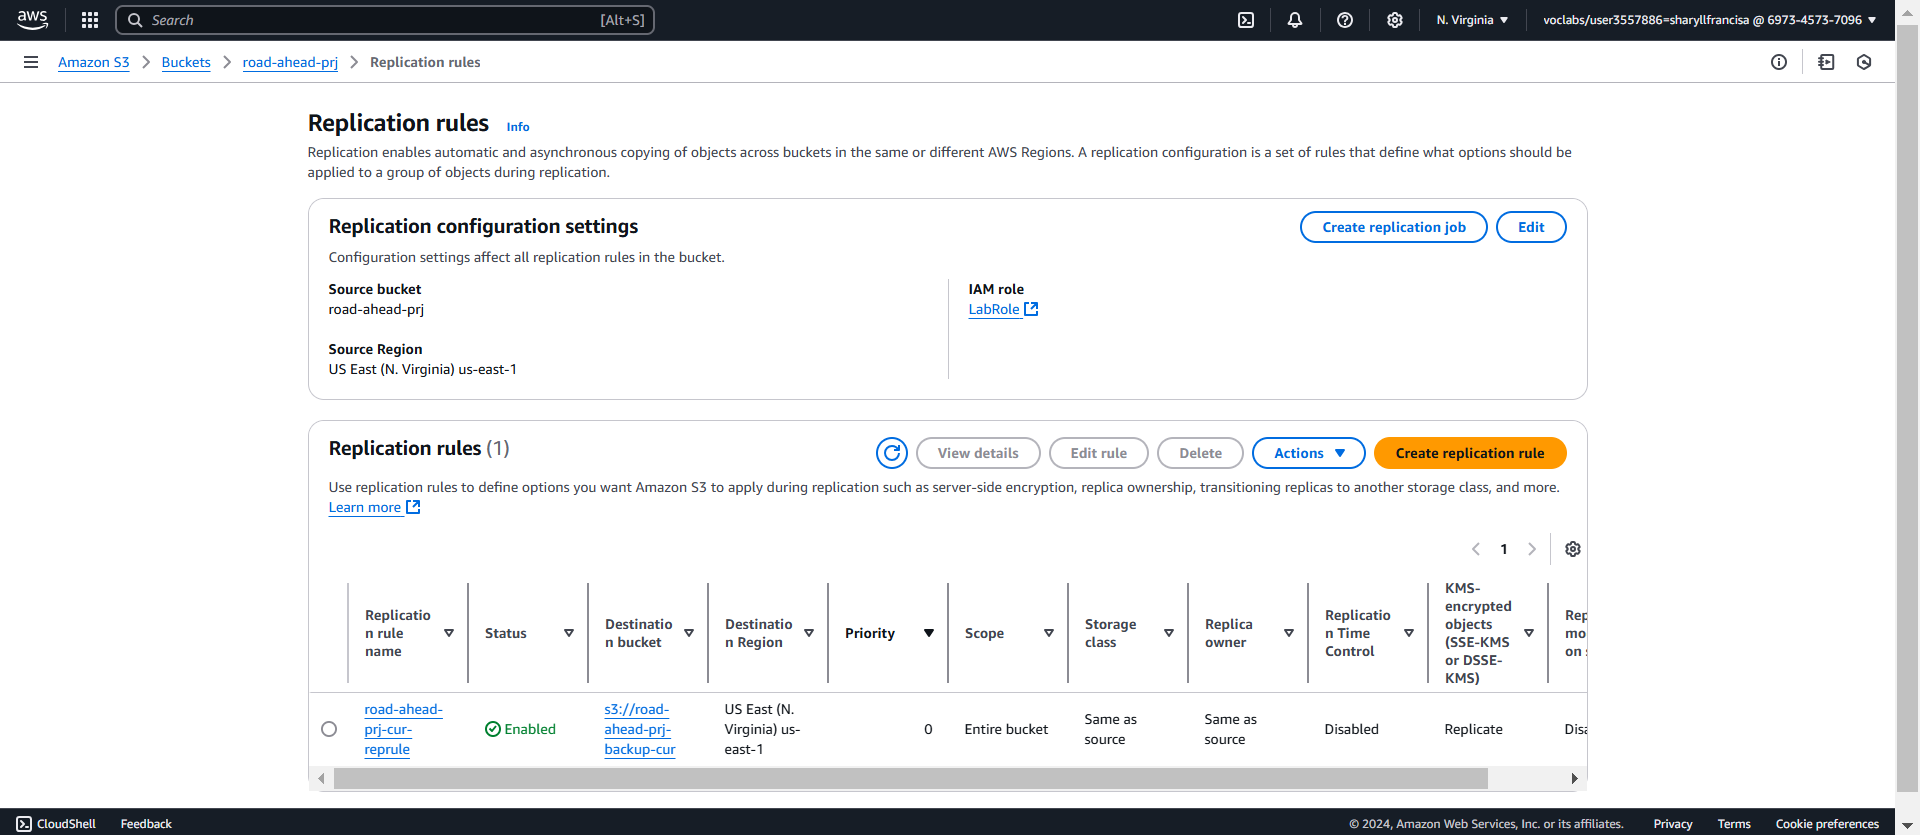 aws
Search [Alt+S]
N. Virginia
voclabs/user3557886=sharyllfrancisa @ 6973-4573-7096
Amazon S3
Buckets
road-ahead-prj
Replication rules
Replication rules Info
Replication enables automatic and asynchronous copying of objects across buckets in the same or different AWS Regions. A replication configuration is a set of rules that define what options should be
applied to a group of objects during replication.
Replication configuration settings
Create replication job
Edit
Configuration settings affect all replication rules in the bucket.
Source bucket
road-ahead-prj
Source Region
US East (N. Virginia) us-east-1
IAM role
LabRole
Replication rules (1)
View details
Edit rule
Delete
Actions
Create replication rule
Use replication rules to define options you want Amazon S3 to apply during replication such as server-side encryption, replica ownership, transitioning replicas to another storage class, and more.
Learn more
1
Replicatio
n rule
name
Status
Destinatio
n bucket
Destinatio
n Region
Priority
Scope
Storage
class
Replica
owner
Replicatio
n Time
Control
KMS-
encrypted
objects
(SSE-KMS
or DSSE-
KMS)
Rep
mo
on
road-ahead-
prj-cur-
reprule
Enabled
s3://road-
ahead-prj-
backup-cur
US East (N.
Virginia) us-
east-1
0
Entire bucket
Same as
source
Same as
source
Disabled
Replicate
Disa
CloudShell
Feedback
© 2024, Amazon Web Services, Inc. or its affiliates.
Privacy
Terms
Cookie preferences